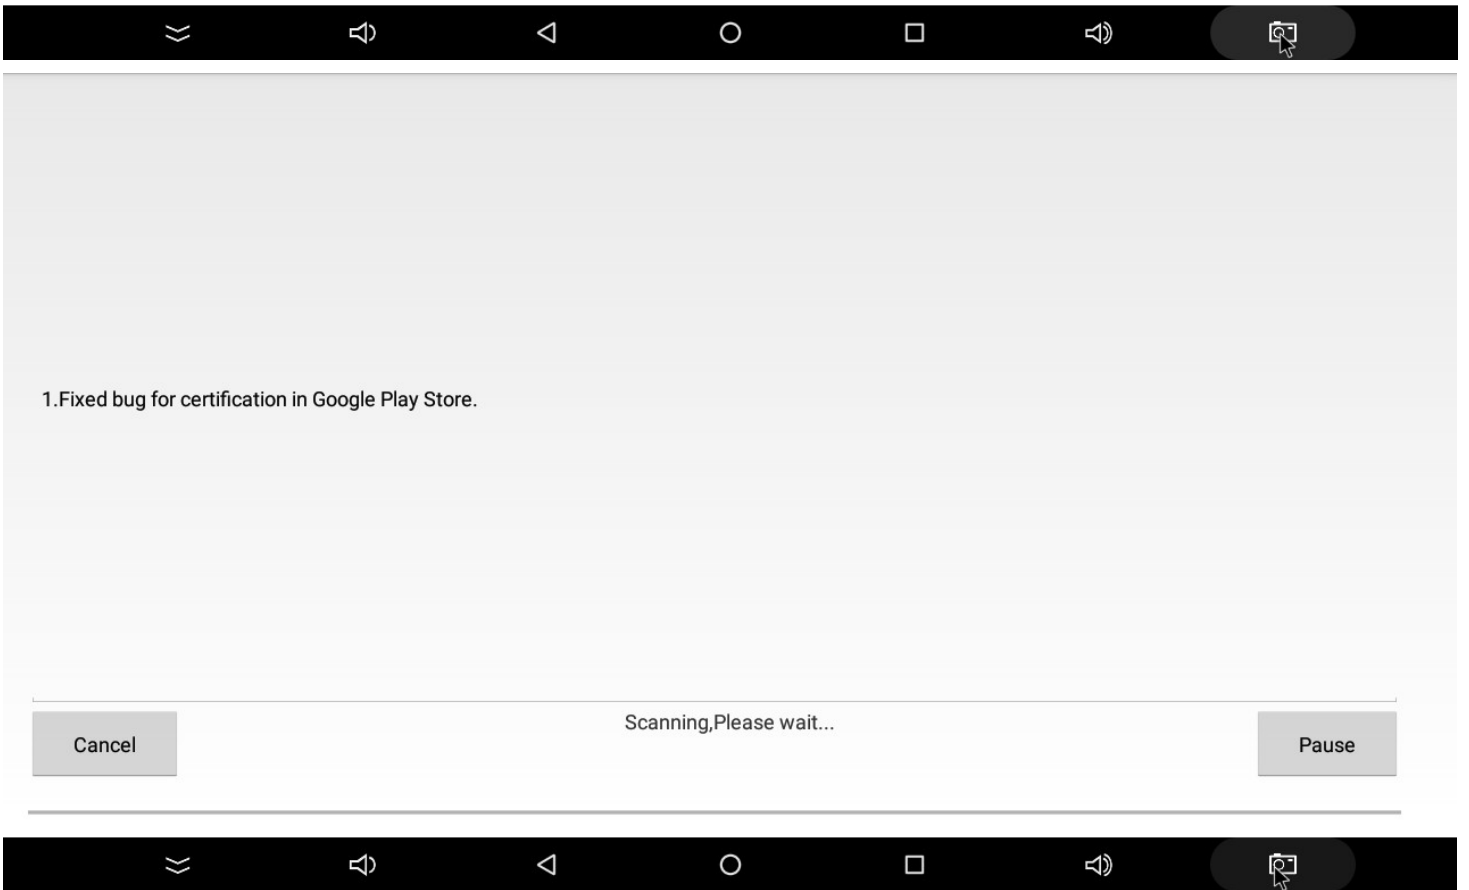 1.Fixed bug for certification in Google Play Store.
Scanning,Please wait...
Cancel
Pause